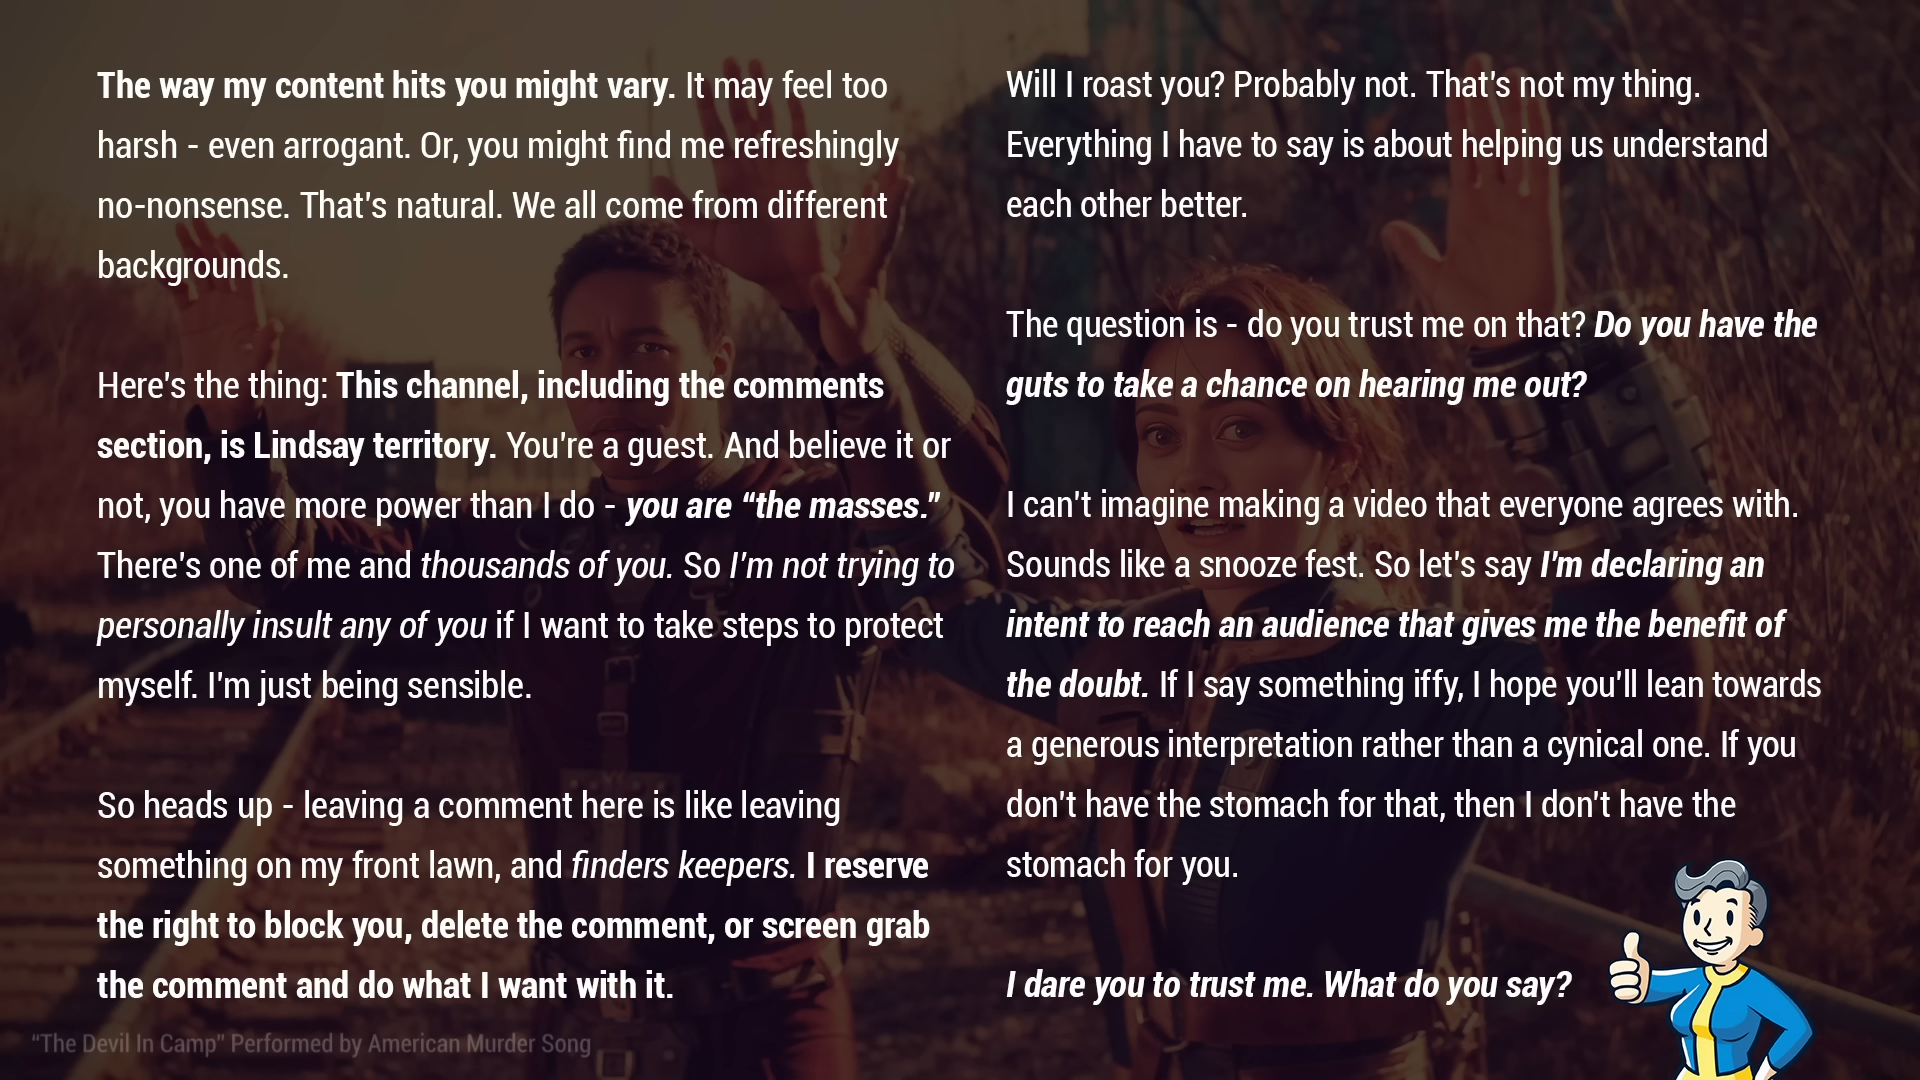 The way my content hits you might vary. It may feel too
harsh - even arrogant. Or, you might find me refreshingly
no-nonsense. That's natural. We all come from different
backgrounds.
Here's the thing: This channel, including the comments
section, is Lindsay territory. You're a guest. And believe it or
not, you have more power than I do - you are “the masses.”
There's one of me and thousands of you. So I'm not trying to
personally insult any of you if I want to take steps to protect
myself. I'm just being sensible.
So heads up - leaving a comment here is like leaving
something on my front lawn, and finders keepers. I reserve
the right to block you, delete the comment, or screen grab
the comment and do what I want with it.
“The Devil In Camp” Performed by American Murder Song
Will I roast you? Probably not. That's not my thing.
Everything I have to say is about helping us understand
each other better.
The question is - do you trust me on that? Do you have the
guts to take a chance on hearing me out?
I can't imagine making a video that everyone agrees with.
Sounds like a snooze fest. So let's say I'm declaring an
intent to reach an audience that gives me the benefit of
the doubt. If I say something iffy, I hope you'll lean towards
a generous interpretation rather than a cynical one. If you
don't have the stomach for that, then I don't have the
stomach for you.
I dare you to trust me. What do you say?